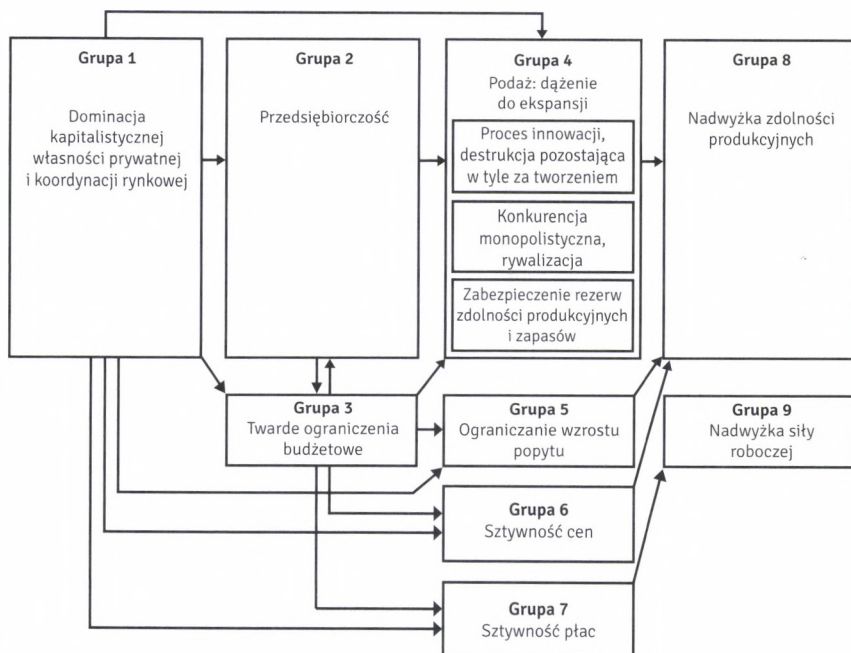 Grupa 1
Dominacja
kapitalistycznej
własności prywatnej
i koordynacji rynkowej
Grupa 2
Przedsiębiorczość
Grupa 4
Podaż: dążenie
do ekspansji
Proces innowacji,
destrukcja pozostająca
w tyle za tworzeniem
Konkurencja
monopolistyczna,
rywalizacja
Zabezpieczenie rezerw
zdolności produkcyjnych
i zapasów
Grupa 8
Nadwyżka zdolności
produkcyjnych
Grupa 3
Twarde ograniczenia
budżetowe
Grupa 5
Ograniczanie wzrostu
popytu
Grupa 9
Nadwyżka siły
roboczej
Grupa 6
Sztywność cen
Grupa 7
Sztywność płac